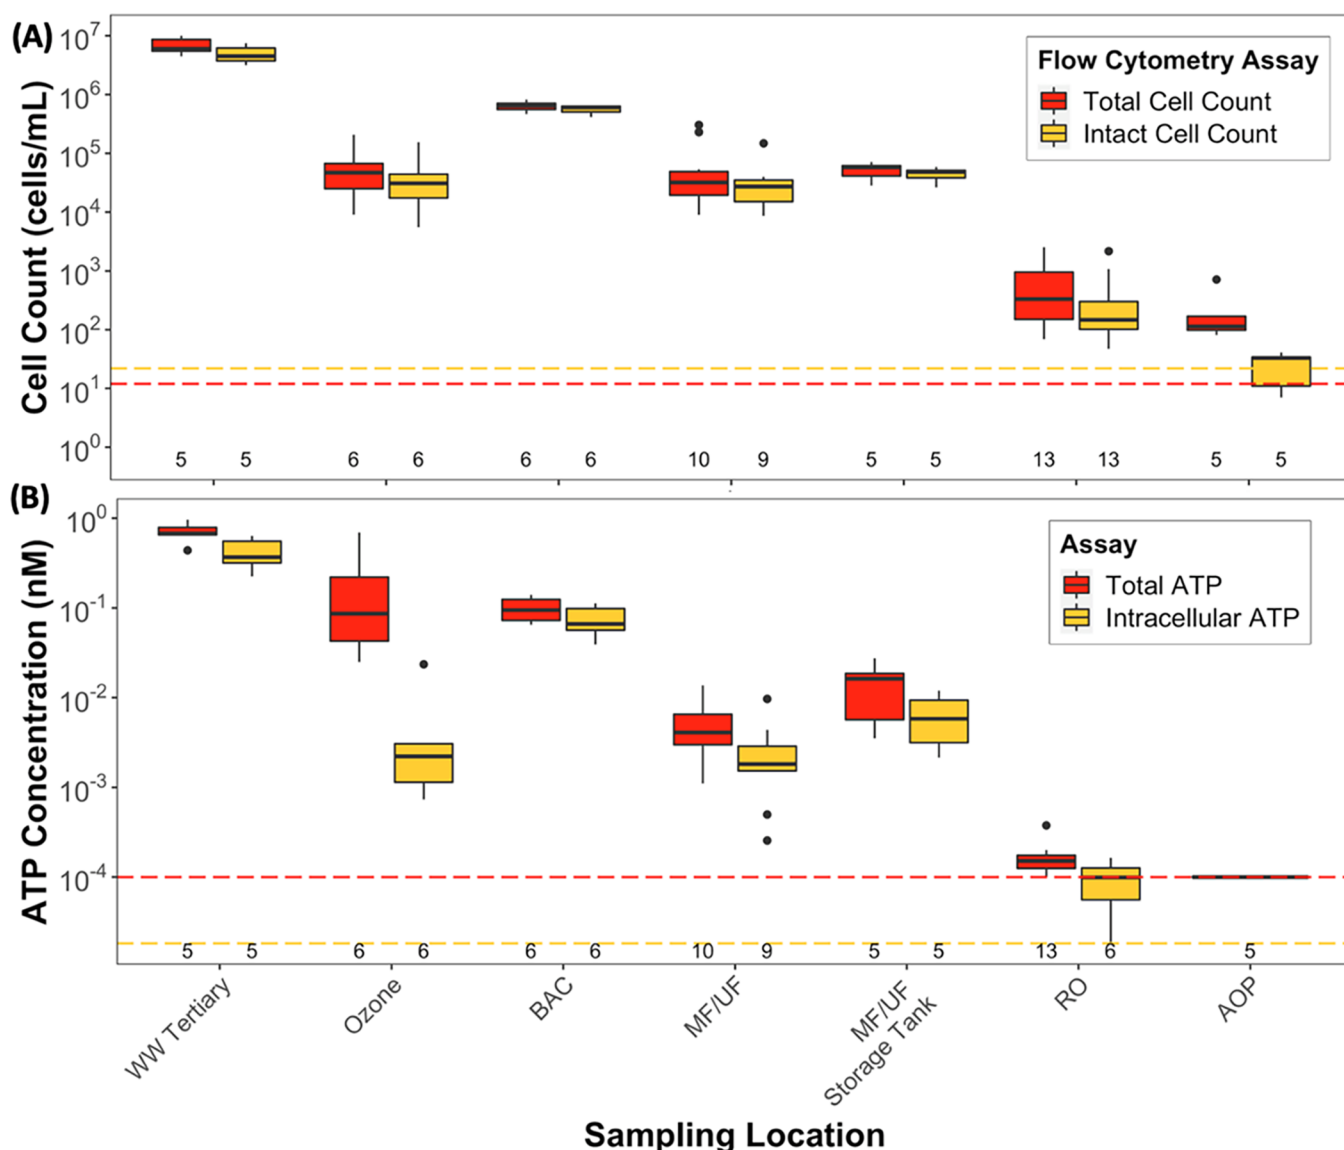 (A)
Cell Count (cells/mL)
10^7
10^6
10^5
10^4
10^3
10^2
10^1
10^0
Flow Cytometry Assay
Total Cell Count
Intact Cell Count
5 5 6 6 6 6 10 9 5 5 13 13 5 5
(B)
ATP Concentration (nM)
10^0
10^-1
10^-2
10^-3
10^-4
Assay
Total ATP
Intracellular ATP
5 5 6 6 6 6 10 9 5 5 13 6 5
WW Tertiary
Ozone
BAC
MF/UF
MF/UF
Storage Tank
RO
AOP
Sampling Location